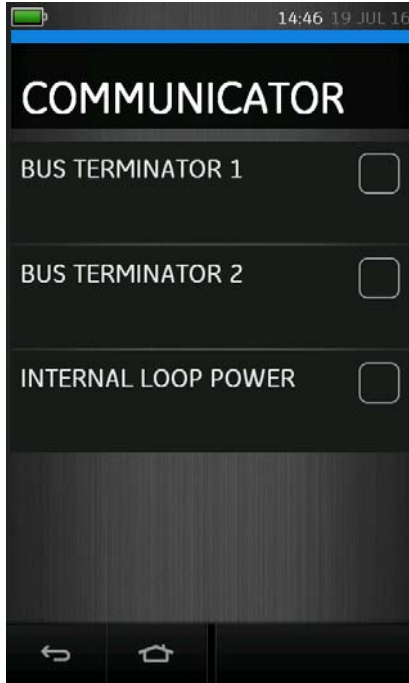 14:46 19 JUL 16
COMMUNICATOR
BUS TERMINATOR 1
BUS TERMINATOR 2
INTERNAL LOOP POWER